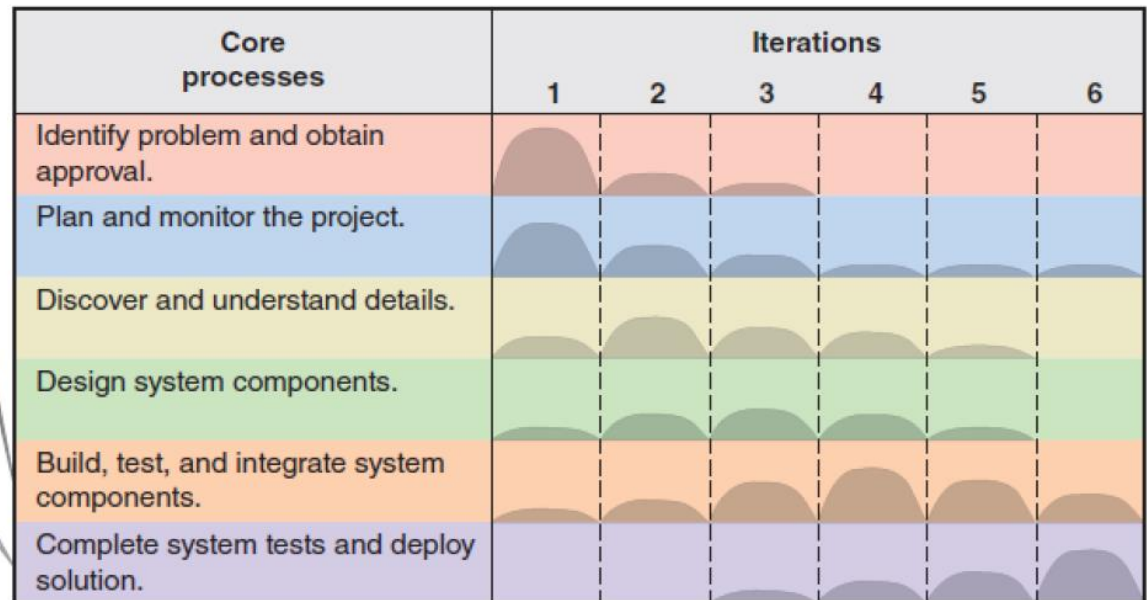 Core
processes
Iterations
1 2 3 4 5 6
Identify problem and obtain
approval.
Plan and monitor the project.
Discover and understand details.
Design system components.
Build, test, and integrate system
components.
Complete system tests and deploy
solution.